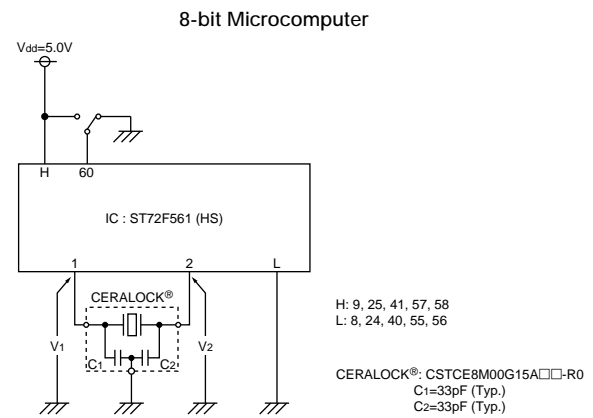 8-bit Microcomputer
Vdd=5.0V
H 60
IC : ST72F561 (HS)
1 2 L
CERALOCK®
V1 C1 C2 V2
H: 9, 25, 41, 57, 58
L: 8, 24, 40, 55, 56
CERALOCK®: CSTCE8M00G15A□□-R0
C1=33pF (Typ.)
C2=33pF (Typ.)